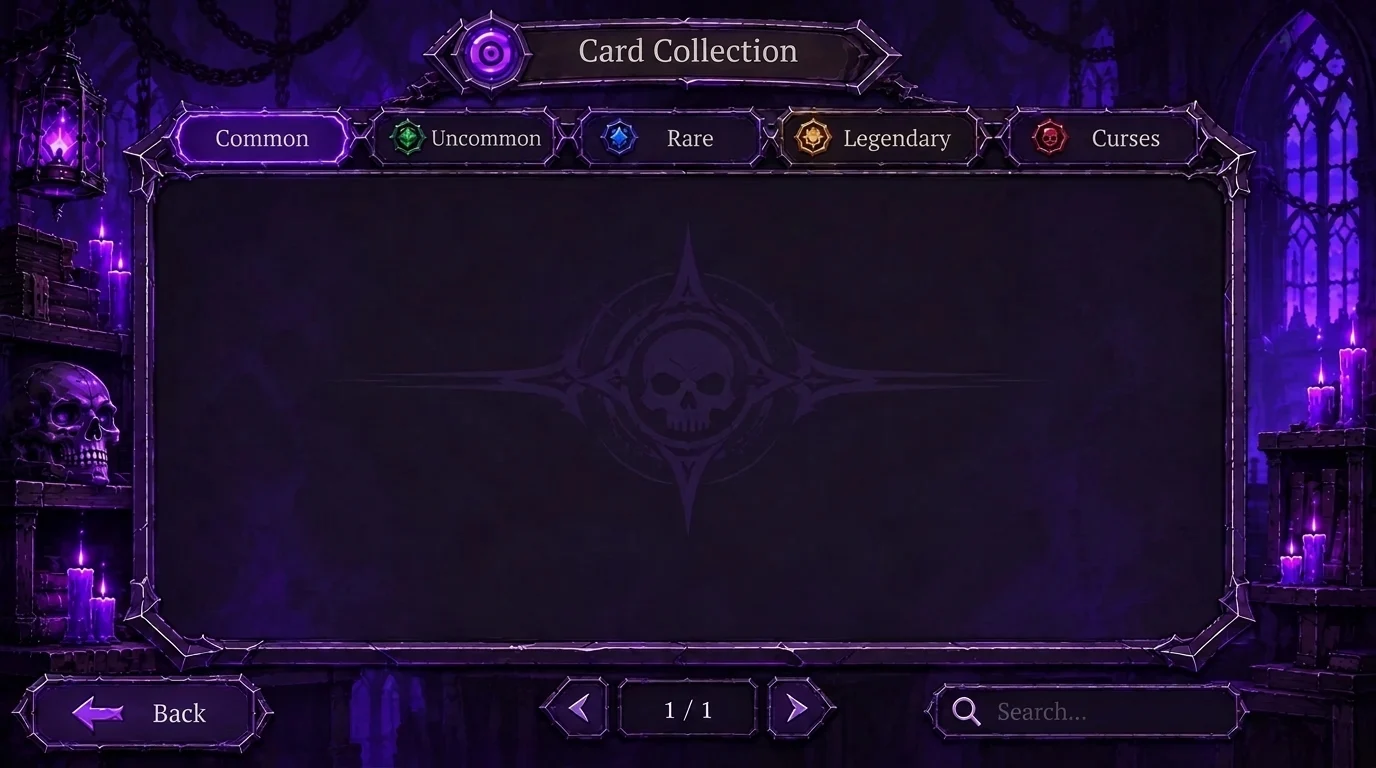 Card Collection
Common
Uncommon
Rare
Legendary
Curses
Back
1 / 1
Search...